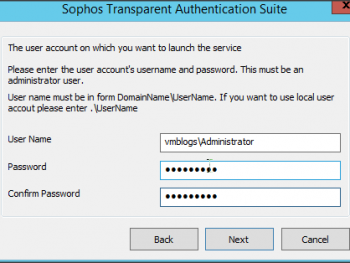 Sophos Transparent Authentication Suite
The user account on which you want to launch the service
Please enter the user account's username and password. This must be an
administrator user.
User name must be in form DomainName\UserName. If you want to use local user
accout please enter .\UserName
User Name
vmblogs\Administrator
Password
●●●●●●●●●
Confirm Password
●●●●●●●●●
Back
Next
Cancel